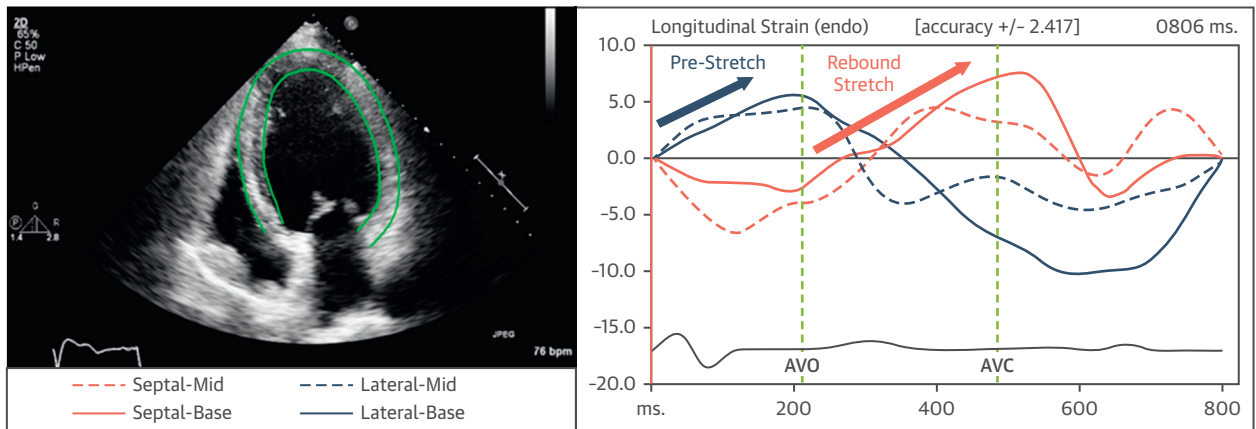 2D
65%
C 50
P Low
HPen
P
G
P R
1.4 2.8
JPEG
76 bpm
Septal-Mid
Lateral-Mid
Septal-Base
Lateral-Base
Longitudinal Strain (endo) [accuracy +/- 2.417] 0806 ms.
10.0
5.0
0.0
-5.0
-10.0
-15.0
-20.0
Pre-Stretch
Rebound
Stretch
AVO
AVC
ms. 200 400 600 800